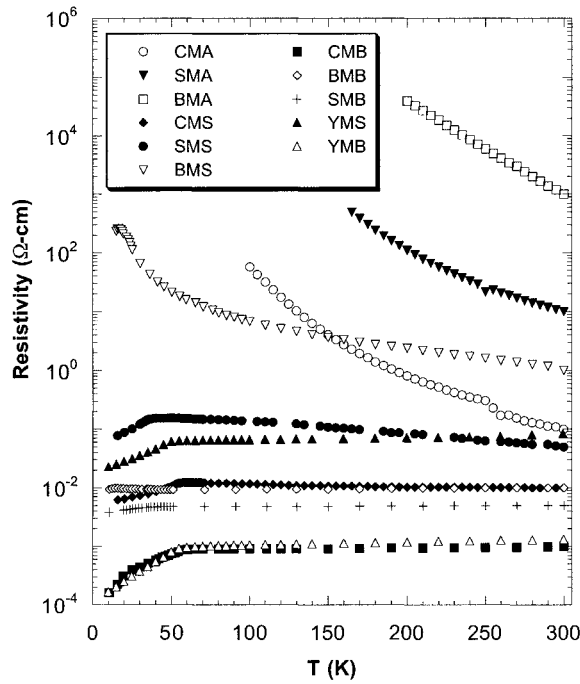 10^6
CMA CMB
SMA BMB
BMA SMB
CMS YMS
SMS YMB
BMS
10^4
10^2
10^0
10^-2
10^-4
Resistivity (Ω-cm)
0 50 100 150 200 250 300
T (K)